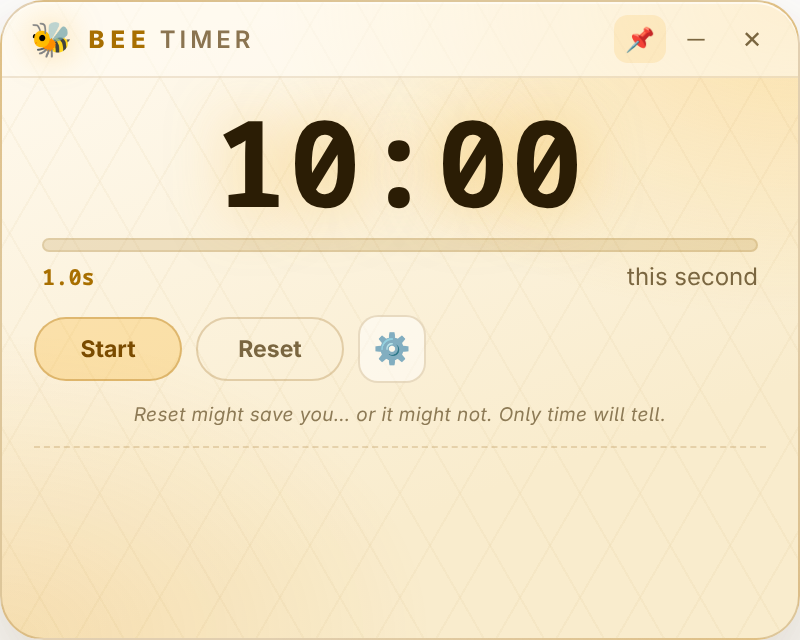 BEE TIMER
10:00
1.0s this second
Start Reset
Reset might save you... or it might not. Only time will tell.